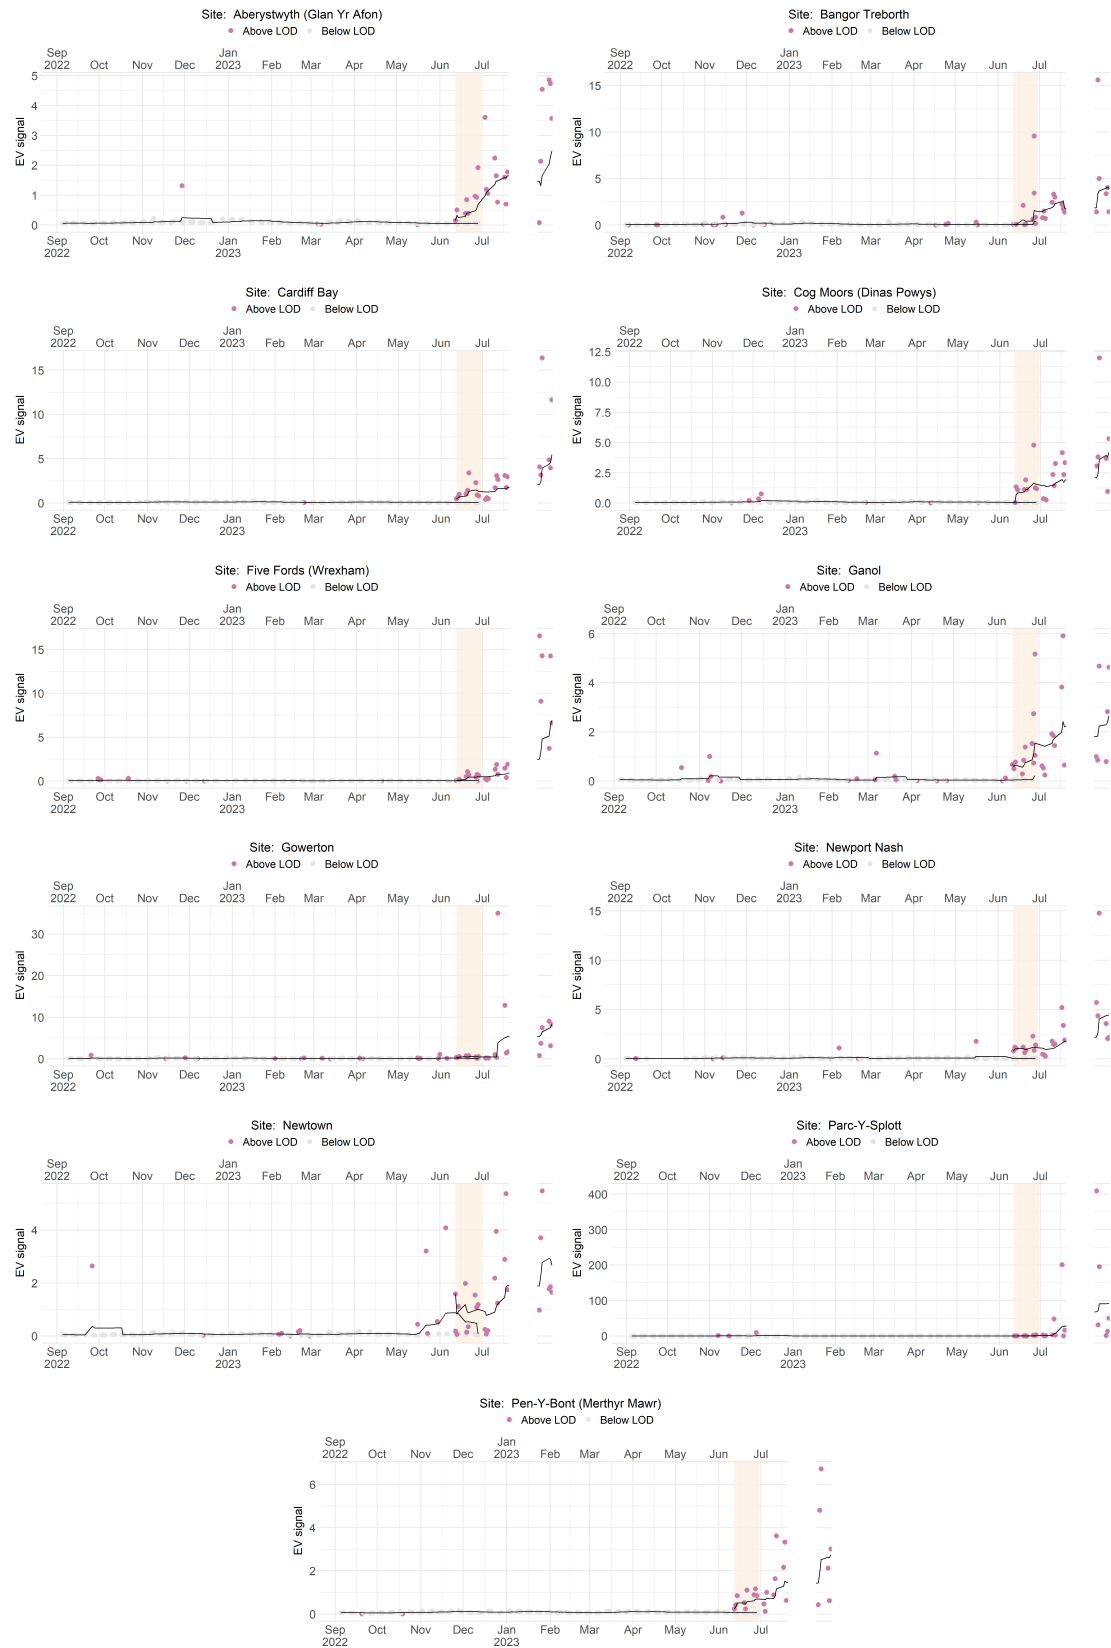 Site: Aberystwyth (Glan Yr Afon)
Above LOD Below LOD
Sep Jan
2022 Oct Nov Dec 2023 Feb Mar Apr May Jun Jul
5
4
3
2
1
0
EV signal
Sep Oct Nov Dec Jan Feb Mar Apr May Jun Jul
2022 2023
Site: Bangor Treborth
Above LOD Below LOD
Sep Jan
2022 Oct Nov Dec 2023 Feb Mar Apr May Jun Jul
15
10
5
0
EV signal
Sep Oct Nov Dec Jan Feb Mar Apr May Jun Jul
2022 2023
Site: Cardiff Bay
Above LOD Below LOD
Sep Jan
2022 Oct Nov Dec 2023 Feb Mar Apr May Jun Jul
15
10
5
0
EV signal
Sep Oct Nov Dec Jan Feb Mar Apr May Jun Jul
2022 2023
Site: Cog Moors (Dinas Powys)
Above LOD Below LOD
Sep Jan
2022 Oct Nov Dec 2023 Feb Mar Apr May Jun Jul
12.5
10.0
7.5
5.0
2.5
0.0
EV signal
Sep Oct Nov Dec Jan Feb Mar Apr May Jun Jul
2022 2023
Site: Five Fords (Wrexham)
Above LOD Below LOD
Sep Jan
2022 Oct Nov Dec 2023 Feb Mar Apr May Jun Jul
15
10
5
0
EV signal
Sep Oct Nov Dec Jan Feb Mar Apr May Jun Jul
2022 2023
Site: Ganol
Above LOD Below LOD
Sep Jan
2022 Oct Nov Dec 2023 Feb Mar Apr May Jun Jul
6
4
2
0
EV signal
Sep Oct Nov Dec Jan Feb Mar Apr May Jun Jul
2022 2023
Site: Gowerton
Above LOD Below LOD
Sep Jan
2022 Oct Nov Dec 2023 Feb Mar Apr May Jun Jul
30
20
10
0
EV signal
Sep Oct Nov Dec Jan Feb Mar Apr May Jun Jul
2022 2023
Site: Newport Nash
Above LOD Below LOD
Sep Jan
2022 Oct Nov Dec 2023 Feb Mar Apr May Jun Jul
15
10
5
0
EV signal
Sep Oct Nov Dec Jan Feb Mar Apr May Jun Jul
2022 2023
Site: Newtown
Above LOD Below LOD
Sep Jan
2022 Oct Nov Dec 2023 Feb Mar Apr May Jun Jul
4
2
0
EV signal
Sep Oct Nov Dec Jan Feb Mar Apr May Jun Jul
2022 2023
Site: Parc-Y-Splott
Above LOD Below LOD
Sep Jan
2022 Oct Nov Dec 2023 Feb Mar Apr May Jun Jul
400
300
200
100
0
EV signal
Sep Oct Nov Dec Jan Feb Mar Apr May Jun Jul
2022 2023
Site: Pen-Y-Bont (Merthyr Mawr)
Above LOD Below LOD
Sep Jan
2022 Oct Nov Dec 2023 Feb Mar Apr May Jun Jul
6
4
2
0
EV signal
Sep Oct Nov Dec Jan Feb Mar Apr May Jun Jul
2022 2023